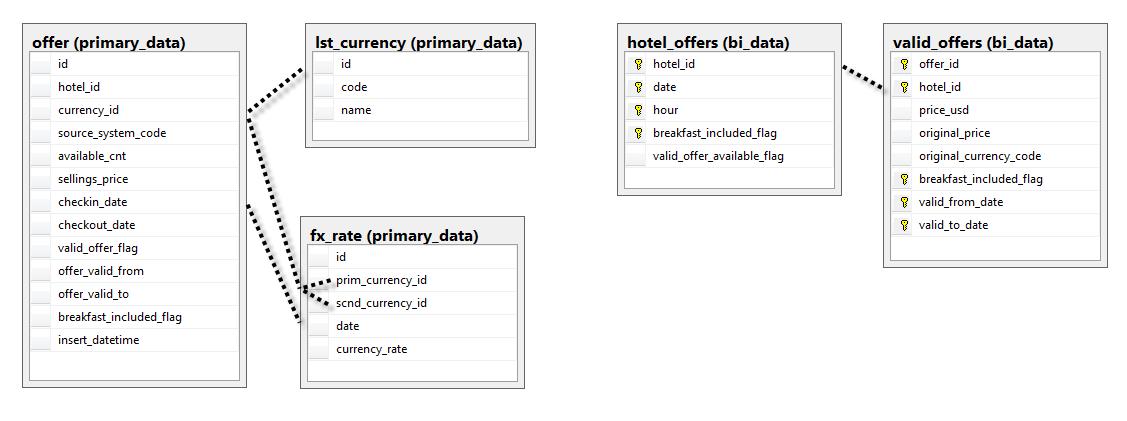 offer (primary_data)
id
hotel_id
currency_id
source_system_code
available_cnt
sellings_price
checkin_date
checkout_date
valid_offer_flag
offer_valid_from
offer_valid_to
breakfast_included_flag
insert_datetime
lst_currency (primary_data)
id
code
name
fx_rate (primary_data)
id
prim_currency_id
scnd_currency_id
date
currency_rate
hotel_offers (bi_data)
hotel_id
date
hour
breakfast_included_flag
valid_offer_available_flag
valid_offers (bi_data)
offer_id
hotel_id
price_usd
original_price
original_currency_code
breakfast_included_flag
valid_from_date
valid_to_date